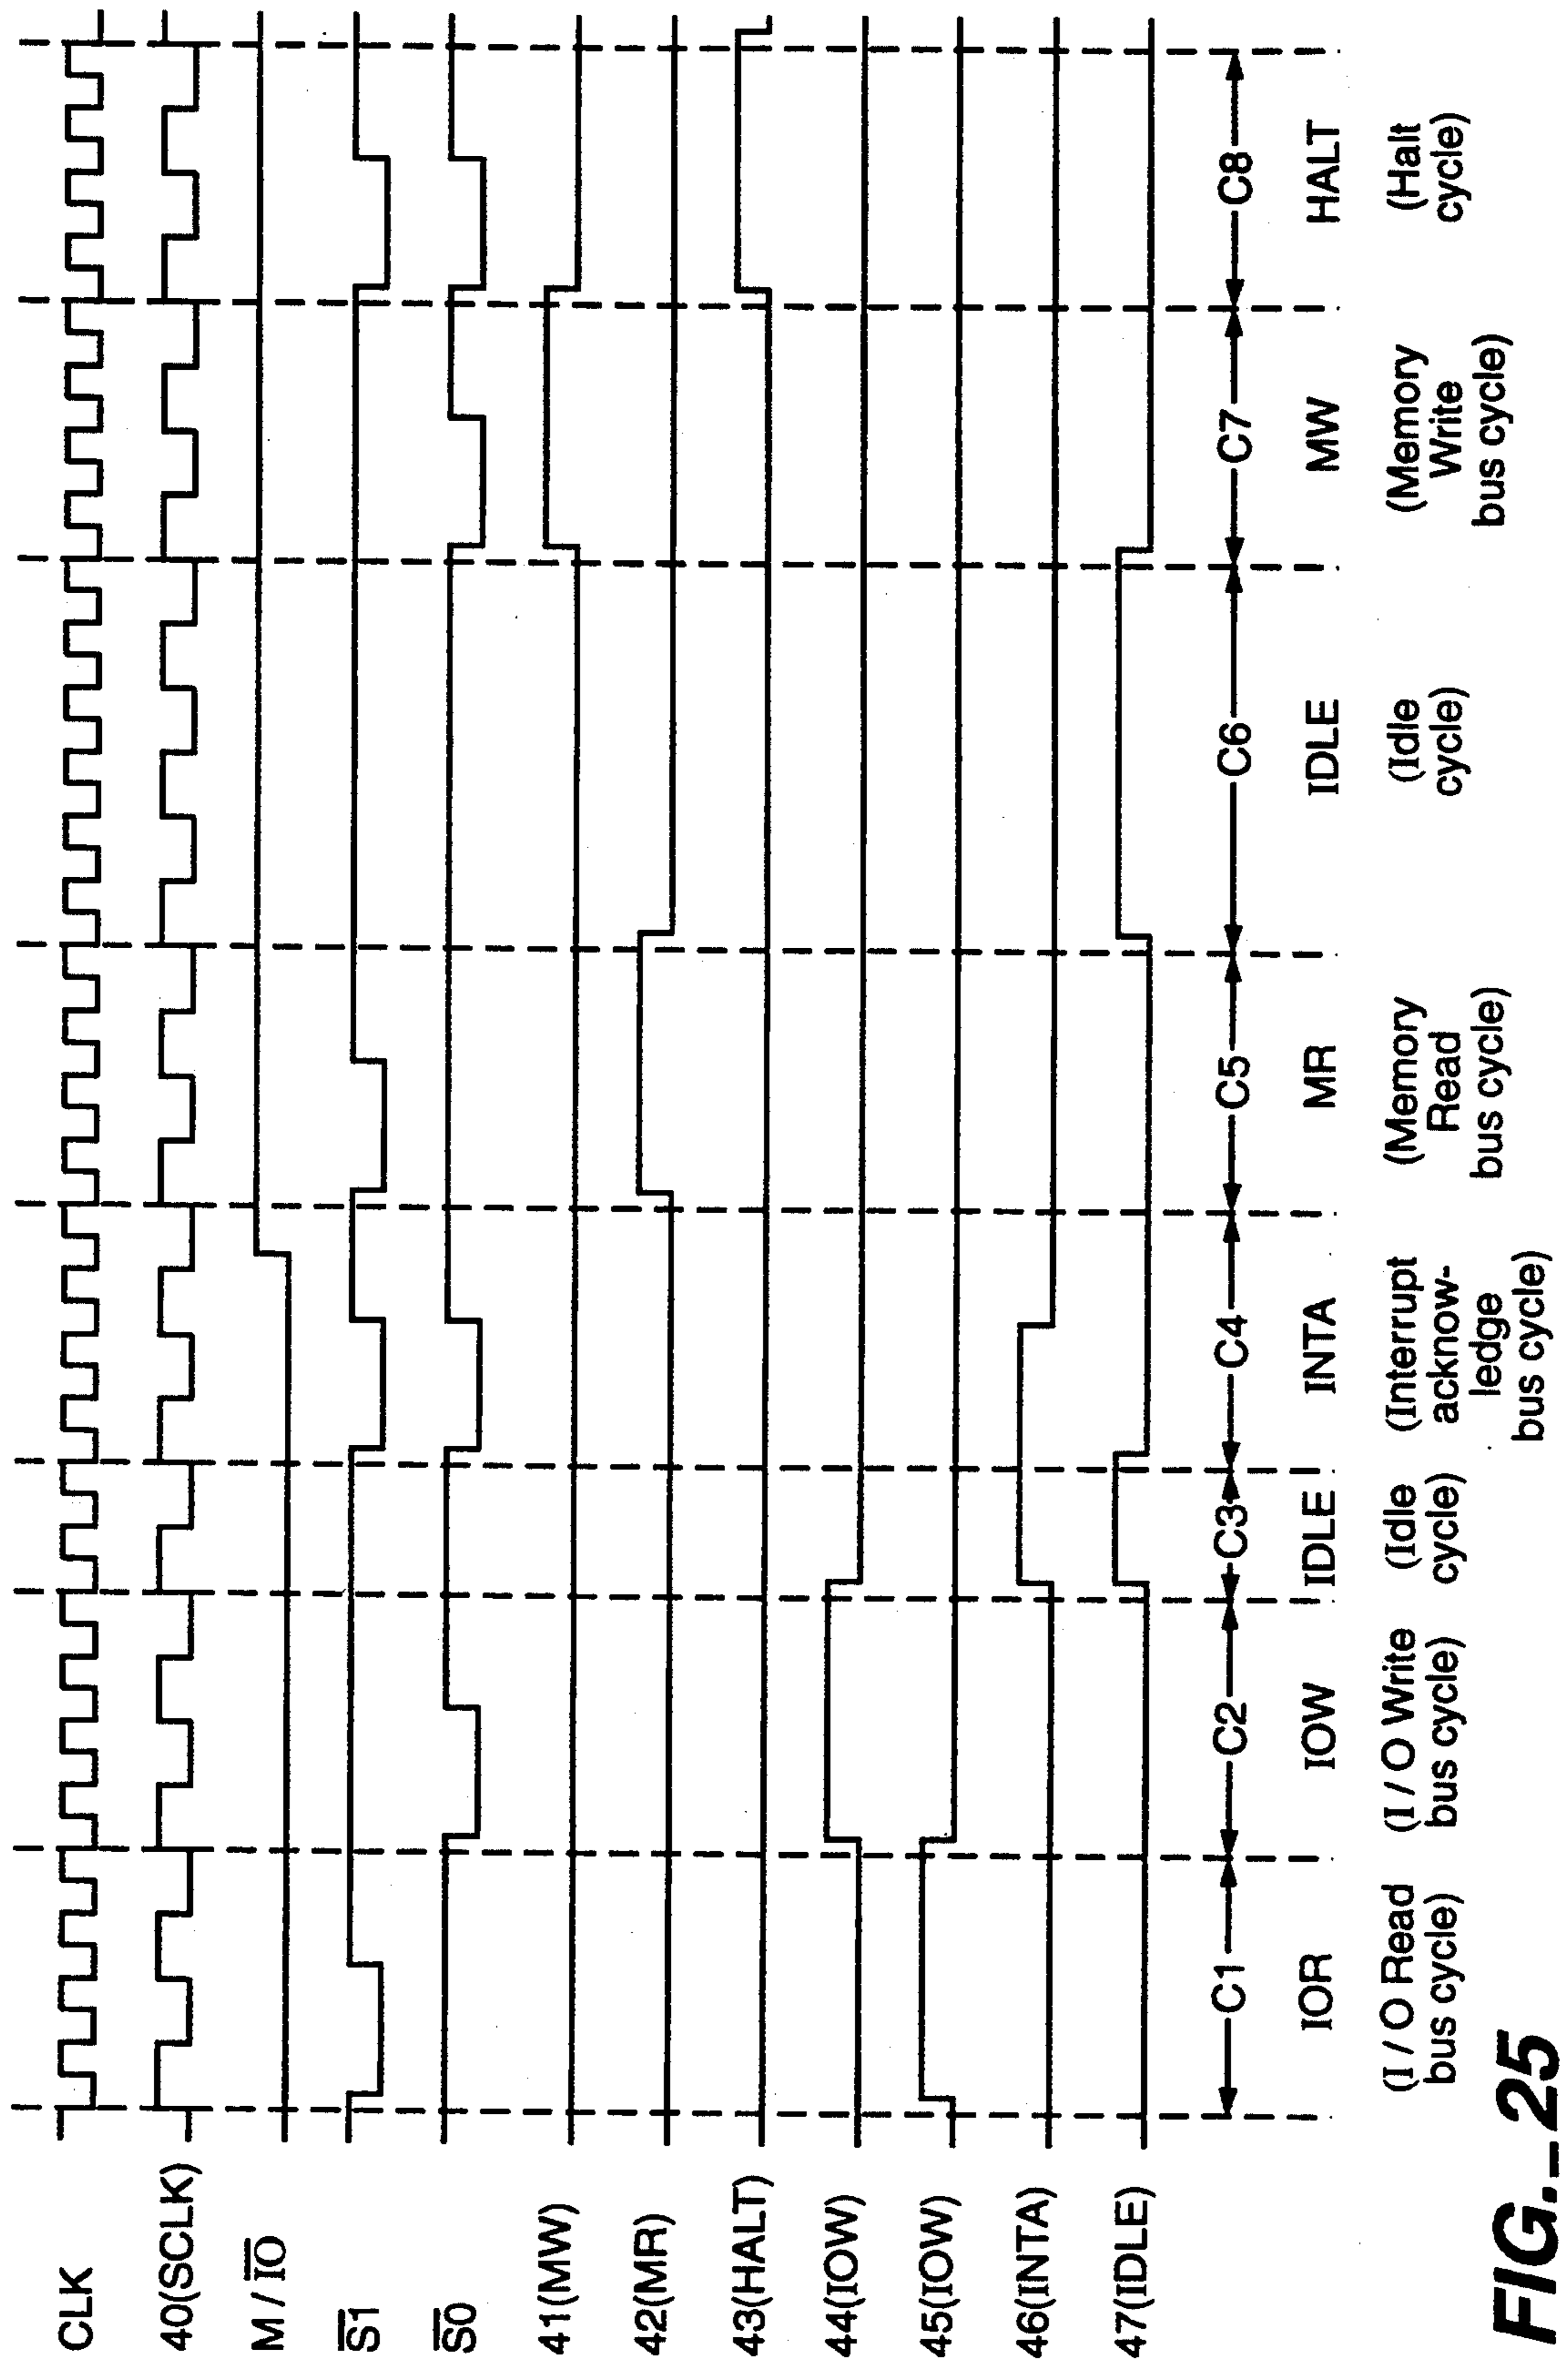 CLK
40(SCLK)
M / I̅O̅
S̅1̅
S̅0̅
41(MW)
42(MR)
43(HALT)
44(IOW)
45(IOW)
46(INTA)
47(IDLE)
C1 C2 C3 C4 C5 C6 C7 C8
IOR IOW IDLE INTA MR IDLE MW HALT
(I / O Read
bus cycle)
(I / O Write
bus cycle)
(Idle
cycle)
(Interrupt
acknow-
ledge
bus cycle)
(Memory
Read
bus cycle)
(Idle
cycle)
(Memory
Write
bus cycle)
(Halt
cycle)
FIG._25